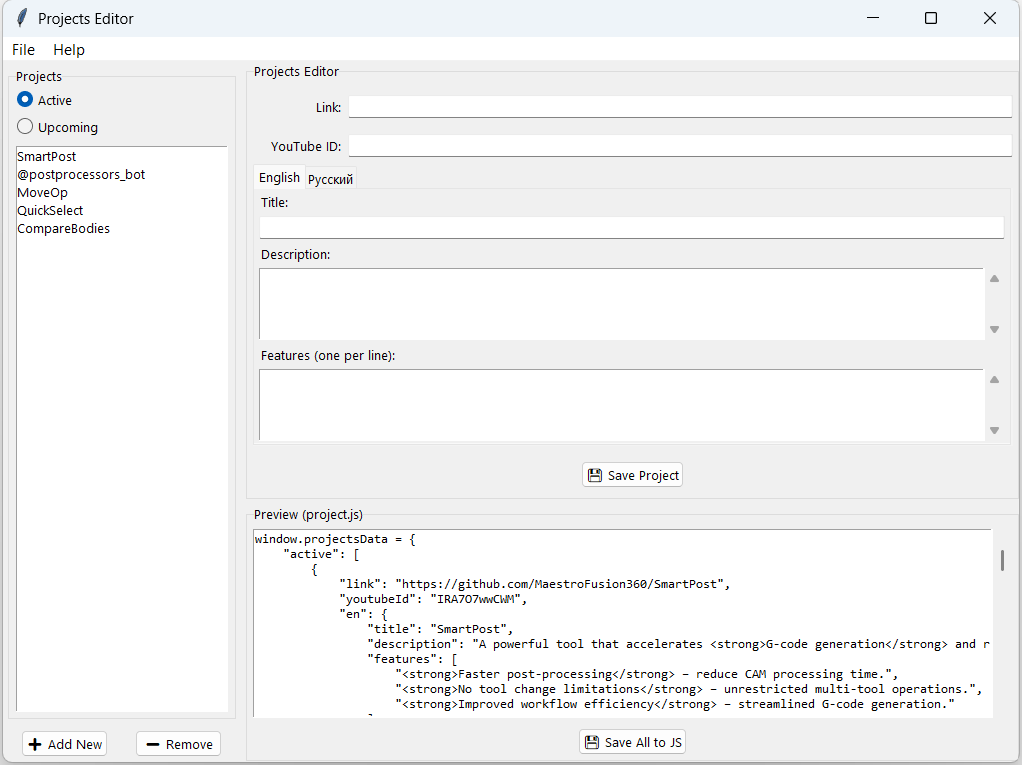 Projects Editor
File Help
Projects
Active
Upcoming
SmartPost
@postprocessors_bot
MoveOp
QuickSelect
CompareBodies
Add New
Remove
Projects Editor
Link:
YouTube ID:
English Русский
Title:
Description:
Features (one per line):
Save Project
Preview (project.js)
window.projectsData = {
"active": [
{
"link": "https://github.com/MaestroFusion360/SmartPost",
"youtubeId": "IRA7O7wwCWM",
"en": {
"title": "SmartPost",
"description": "A powerful tool that accelerates <strong>G-code generation</strong> and r
"features": [
"<strong>Faster post-processing</strong> – reduce CAM processing time.",
"<strong>No tool change limitations</strong> – unrestricted multi-tool operations.",
"<strong>Improved workflow efficiency</strong> – streamlined G-code generation."
Save All to JS